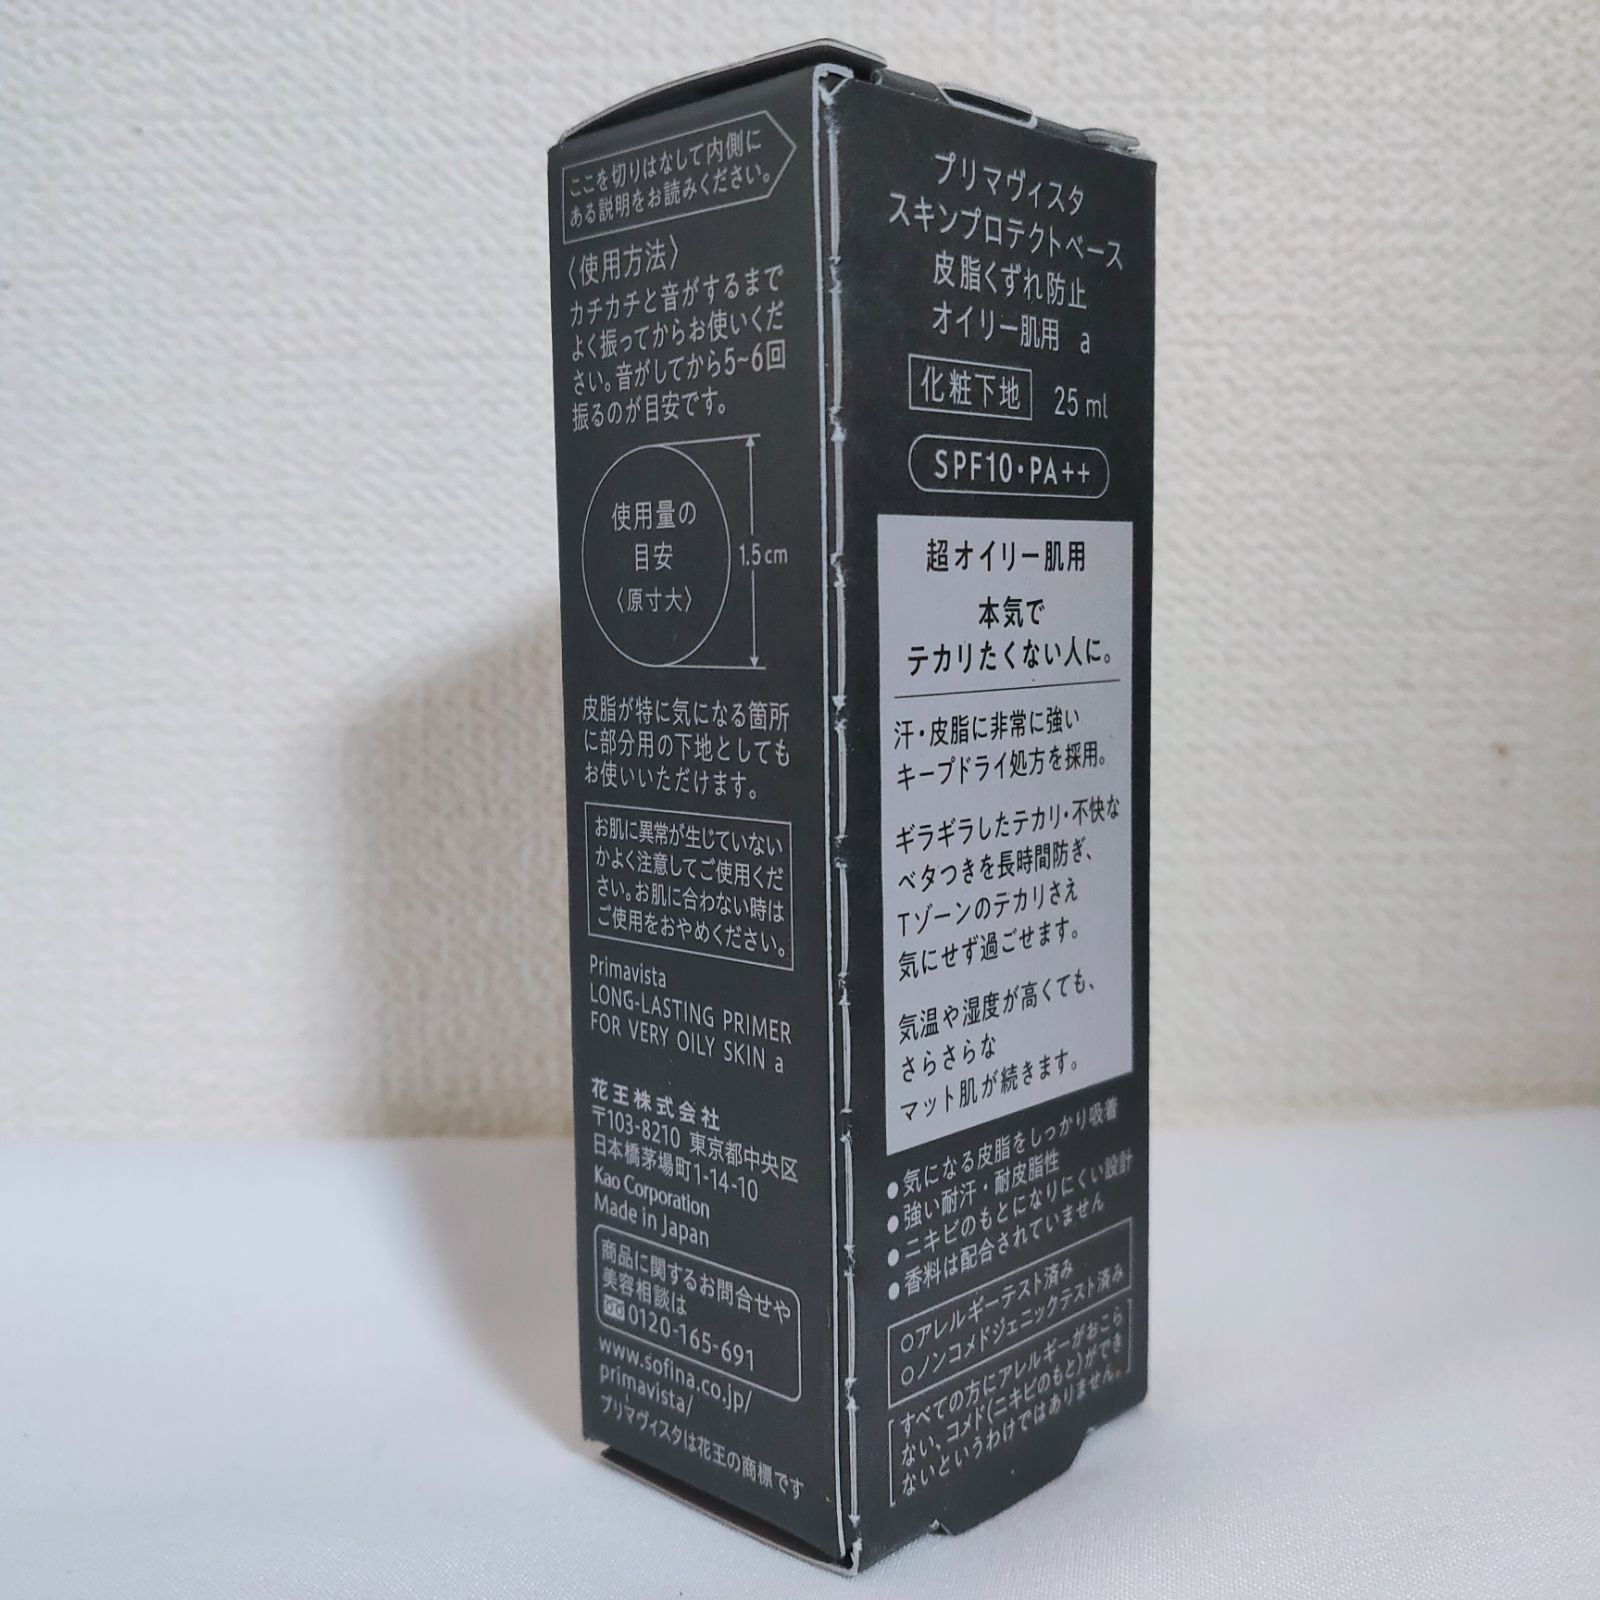 ここを切りはなして内側に
ある説明をお読みください。
〈使用方法〉
カチカチと音がするまで
よく振ってからお使いくだ
さい。音がしてから5~6回
振るのが目安です。
使用量の
目安
〈原寸大〉
1.5cm
皮脂が特に気になる箇所
に部分用の下地としても
お使いいただけます。
お肌に異常が生じていない
かよく注意してご使用くだ
さい。お肌に合わない時は
ご使用をおやめください。
Primavista
LONG-LASTING PRIMER
FOR VERY OILY SKIN a
花王株式会社
〒103-8210 東京都中央区
日本橋茅場町1-14-10
Kao Corporation
Made in Japan
商品に関するお問合せや
美容相談は
0120-165-691
www.sofina.co.jp/
primavista/
プリマヴィスタは花王の商標です
プリマヴィスタ
スキンプロテクトベース
皮脂くずれ防止
オイリー肌用 a
化粧下地 25 ml
SPF10・PA++
超オイリー肌用
本気で
テカリたくない人に。
汗・皮脂に非常に強い
キープドライ処方を採用。
ギラギラしたテカリ・不快な
ベタつきを長時間防ぎ、
Tゾーンのテカリさえ
気にせず過ごせます。
気温や湿度が高くても、
さらさらな
マット肌が続きます。
●気になる皮脂をしっかり吸着
●強い耐汗・耐皮脂性
●ニキビのもとになりにくい設計
●香料は配合されていません
○アレルギーテスト済み
○ノンコメドジェニックテスト済み
[すべての方にアレルギーがおこら
ない、コメド(ニキビのもと)ができ
ないというわけではありません。]